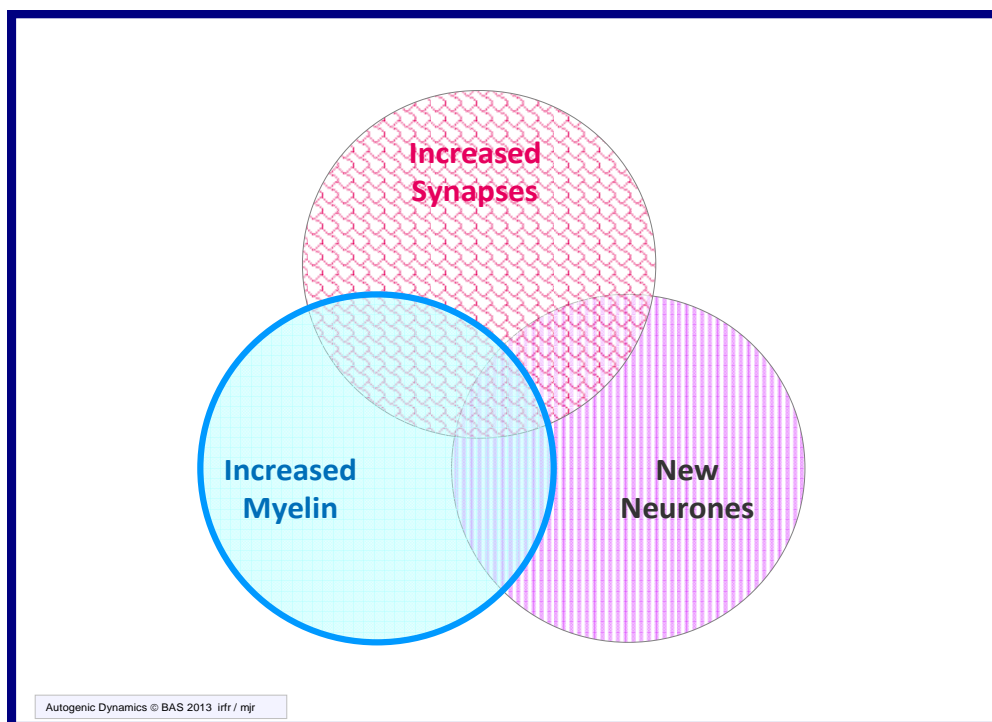 Increased
Synapses
Increased
Myelin
New
Neurones
Autogenic Dynamics © BAS 2013 irfr / mjr